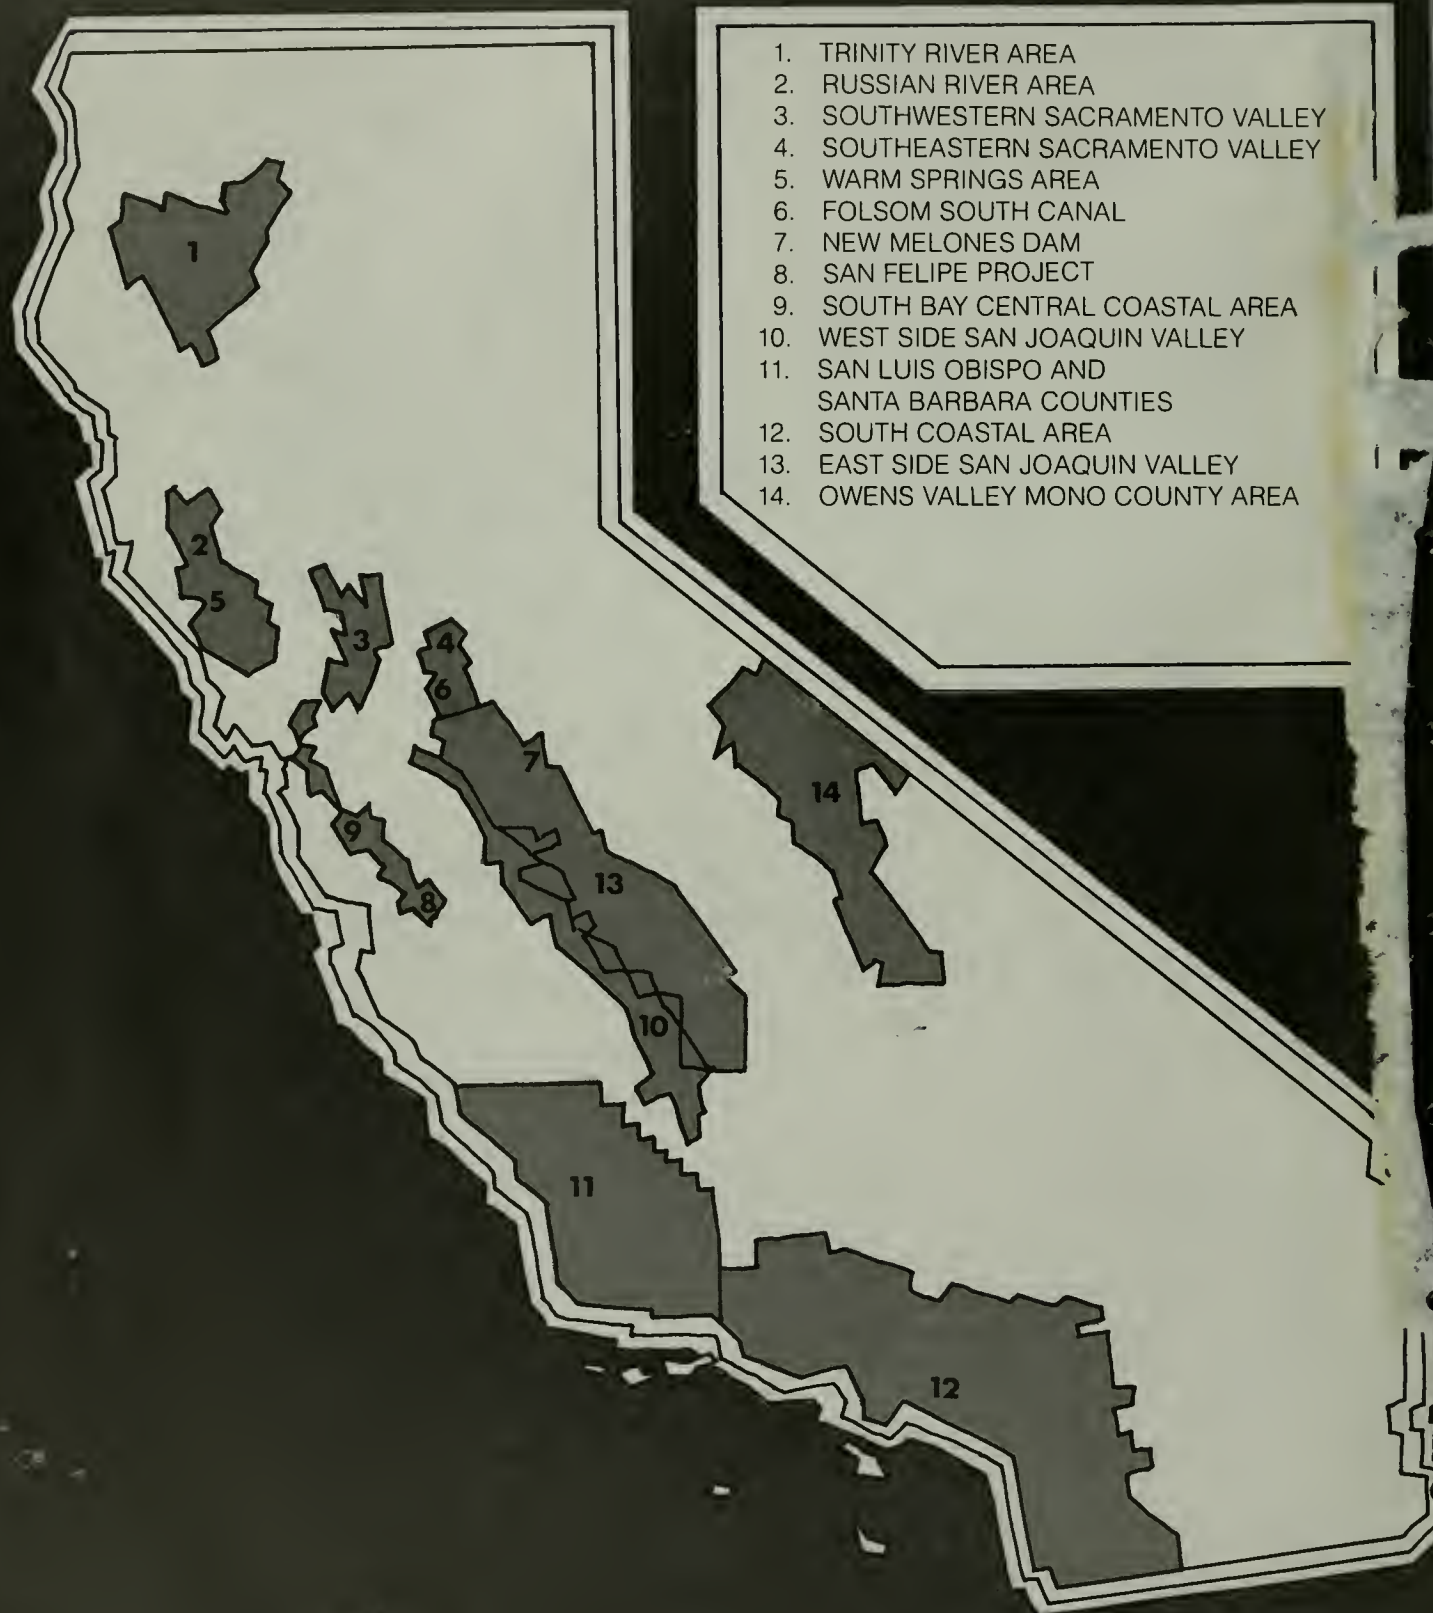 1. TRINITY RIVER AREA
2. RUSSIAN RIVER AREA
3. SOUTHWESTERN SACRAMENTO VALLEY
4. SOUTHEASTERN SACRAMENTO VALLEY
5. WARM SPRINGS AREA
6. FOLSOM SOUTH CANAL
7. NEW MELONES DAM
8. SAN FELIPE PROJECT
9. SOUTH BAY CENTRAL COASTAL AREA
10. WEST SIDE SAN JOAQUIN VALLEY
11. SAN LUIS OBISPO AND
SANTA BARBARA COUNTIES
12. SOUTH COASTAL AREA
13. EAST SIDE SAN JOAQUIN VALLEY
14. OWENS VALLEY MONO COUNTY AREA
1
2
5
3
4
6
7
14
9
13
8
10
11
12